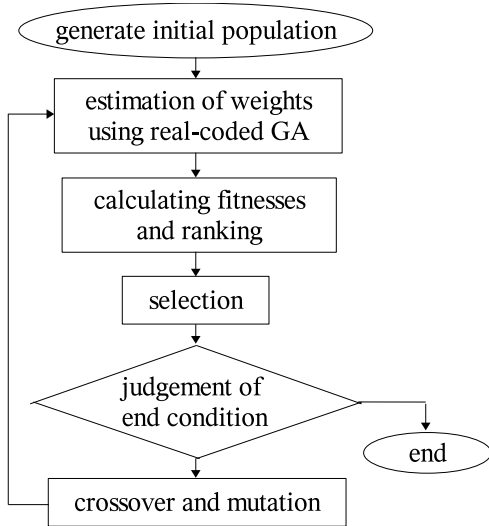 generate initial population
estimation of weights
using real-coded GA
calculating fitnesses
and ranking
selection
judgement of
end condition
end
crossover and mutation